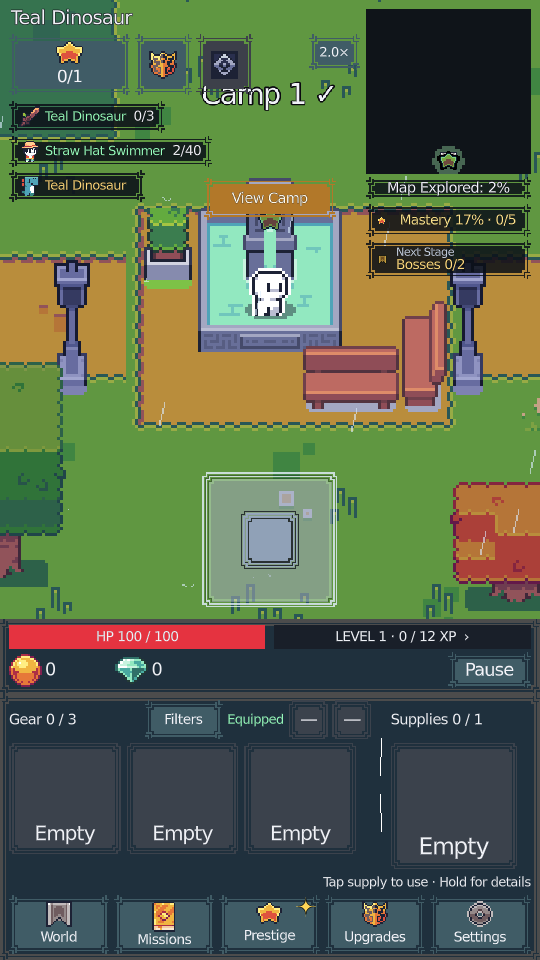 Teal Dinosaur
0/1
2.0×
Camp 1 ✓
Teal Dinosaur 0/3
Straw Hat Swimmer 2/40
Teal Dinosaur
Map Explored: 2%
View Camp
Mastery 17% · 0/5
Next Stage
Bosses 0/2
HP 100 / 100
LEVEL 1 · 0 / 12 XP ›
0
0
Pause
Gear 0 / 3
Filters
Equipped
—
—
Supplies 0 / 1
Empty
Empty
Empty
Empty
Tap supply to use · Hold for details
World
Missions
Prestige
Upgrades
Settings